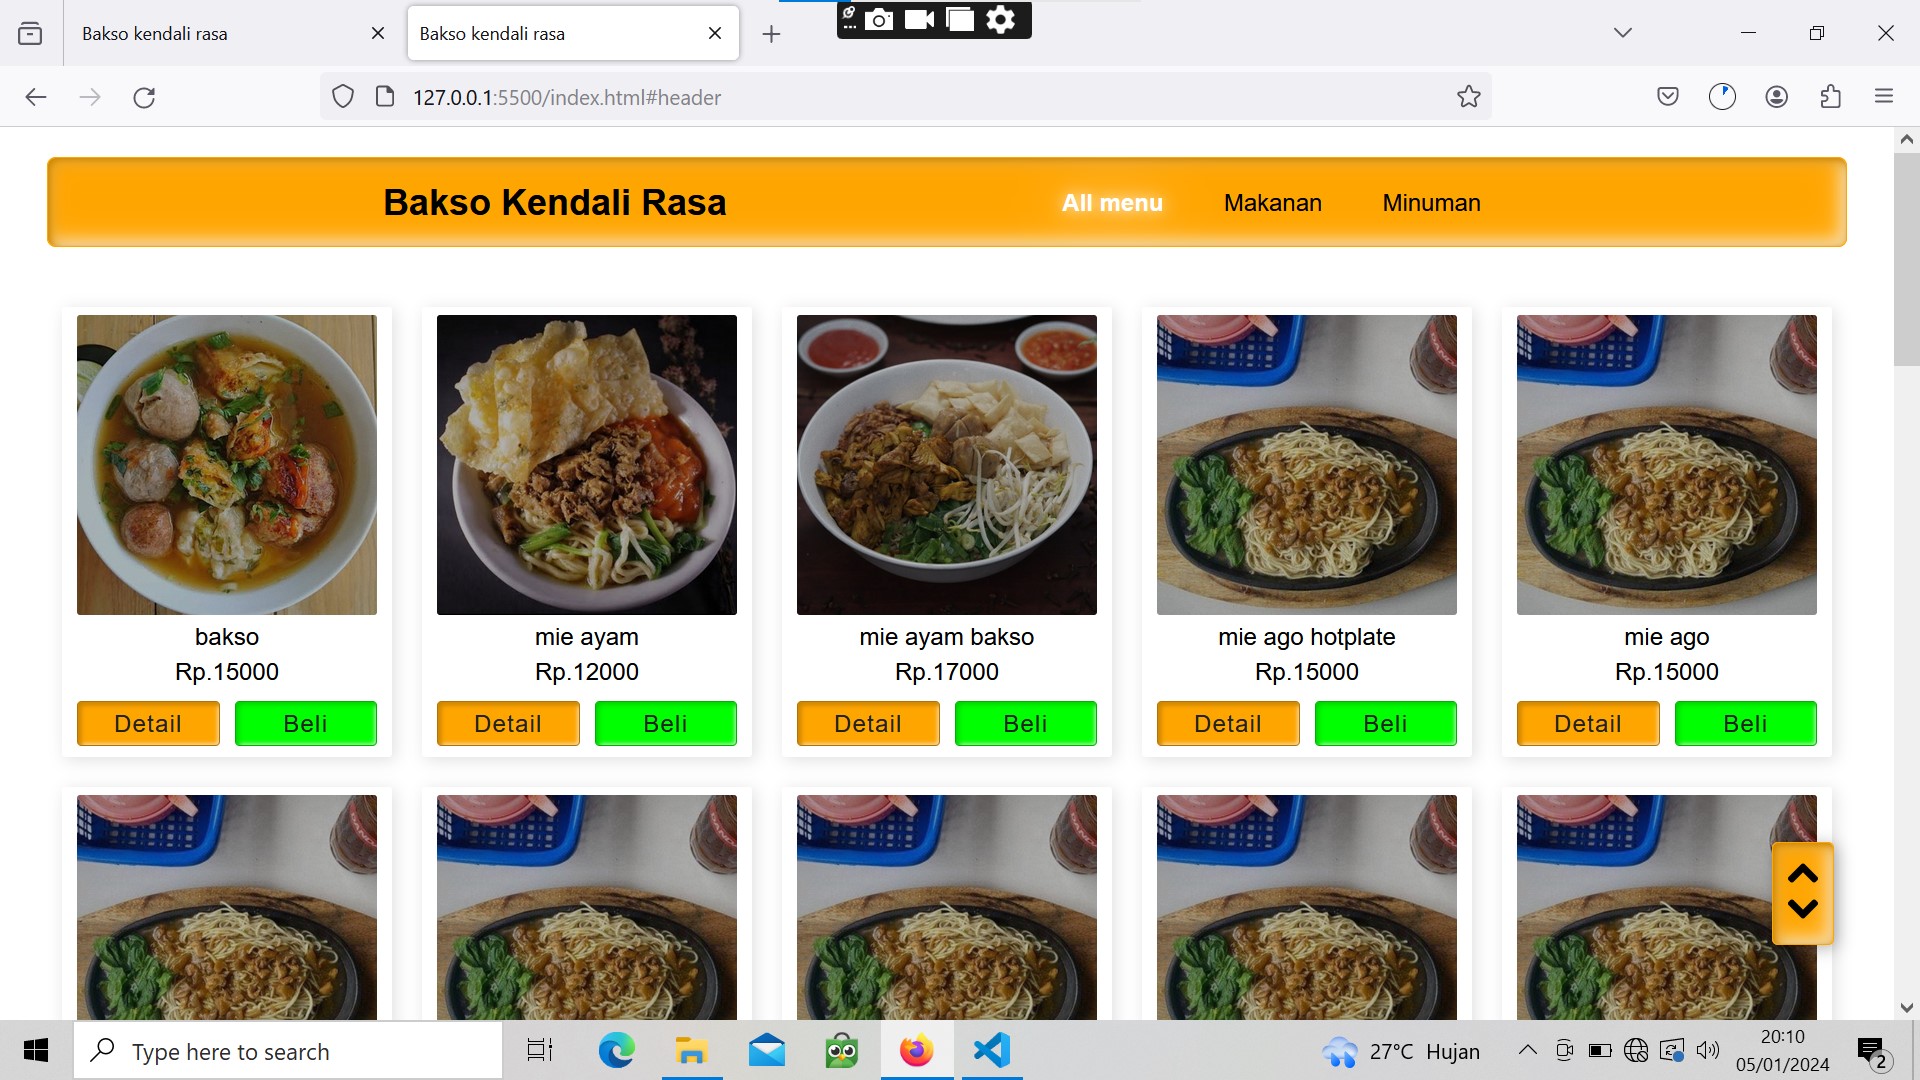 Bakso kendali rasa
Bakso kendali rasa
127.0.0.1:5500/index.html#header
Bakso Kendali Rasa
All menu
Makanan
Minuman
bakso
Rp.15000
Detail
Beli
mie ayam
Rp.12000
Detail
Beli
mie ayam bakso
Rp.17000
Detail
Beli
mie ago hotplate
Rp.15000
Detail
Beli
mie ago
Rp.15000
Detail
Beli
Type here to search
27°C Hujan
20:10
05/01/2024
2